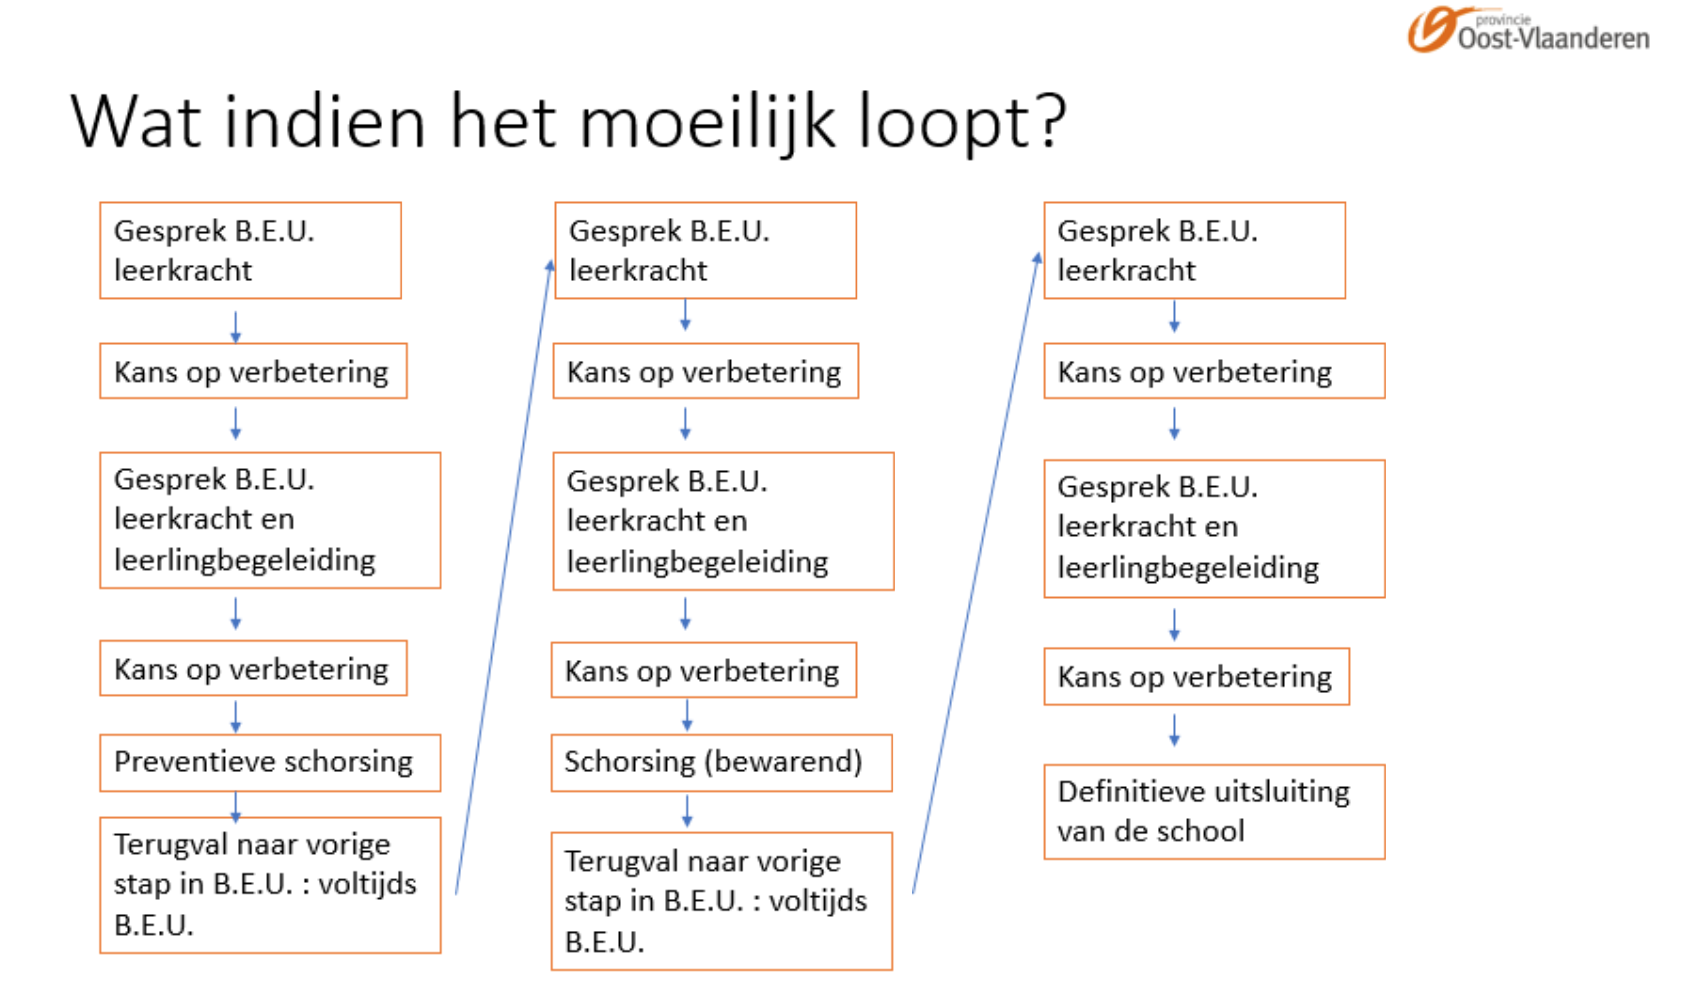 provincie
Oost-Vlaanderen
Wat indien het moeilijk loopt?
Gesprek B.E.U.
leerkracht
Kans op verbetering
Gesprek B.E.U.
leerkracht en
leerlingbegeleiding
Kans op verbetering
Preventieve schorsing
Terugval naar vorige
stap in B.E.U. : voltijds
B.E.U.
Gesprek B.E.U.
leerkracht
Kans op verbetering
Gesprek B.E.U.
leerkracht en
leerlingbegeleiding
Kans op verbetering
Schorsing (bewarend)
Terugval naar vorige
stap in B.E.U. : voltijds
B.E.U.
Gesprek B.E.U.
leerkracht
Kans op verbetering
Gesprek B.E.U.
leerkracht en
leerlingbegeleiding
Kans op verbetering
Definitieve uitsluiting
van de school